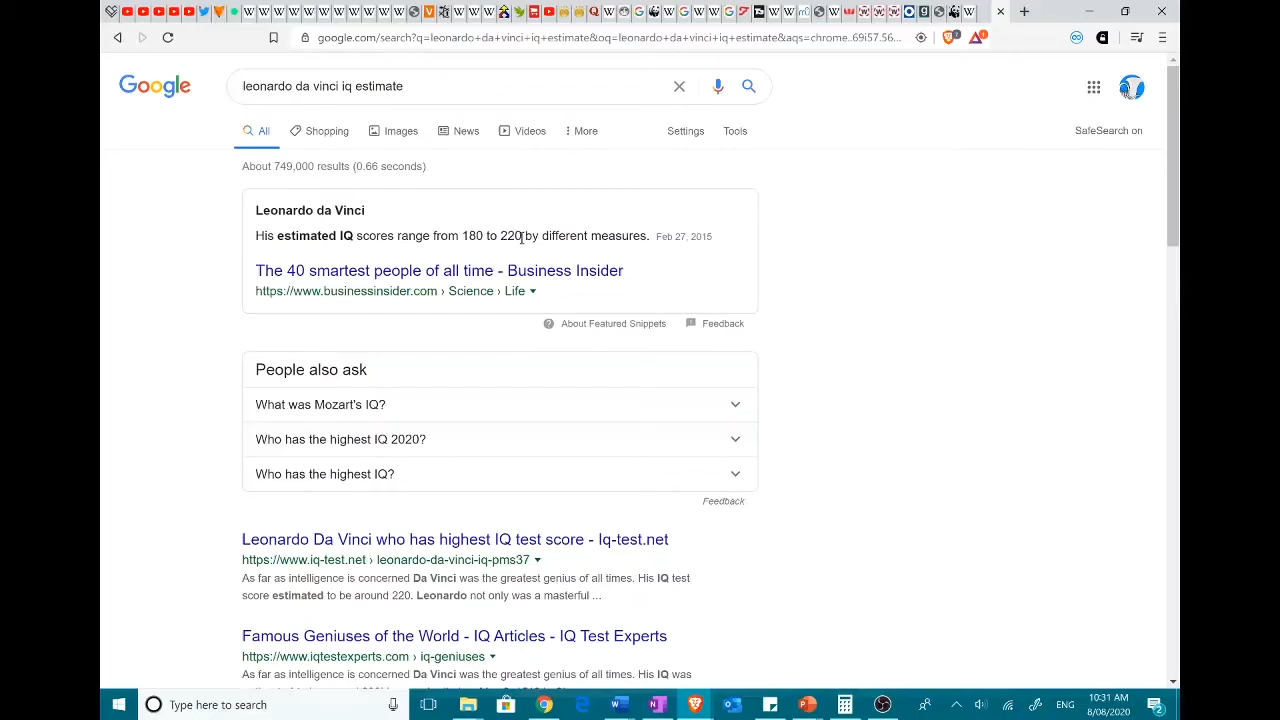 google.com/search?q=leonardo+da+vinci+iq+estimate&oq=leonardo+da+vinci+iq+estimate&aqs=chrome..69i57.56...
7
1
Google
leonardo da vinci iq estimate
All
Shopping
Images
News
Videos
More
Settings
Tools
SafeSearch on
About 749,000 results (0.66 seconds)
Leonardo da Vinci
His estimated IQ scores range from 180 to 220 by different measures. Feb 27, 2015
The 40 smartest people of all time - Business Insider
https://www.businessinsider.com › Science › Life
About Featured Snippets
Feedback
People also ask
What was Mozart's IQ?
Who has the highest IQ 2020?
Who has the highest IQ?
Feedback
Leonardo Da Vinci who has highest IQ test score - Iq-test.net
https://www.iq-test.net › leonardo-da-vinci-iq-pms37
As far as intelligence is concerned Da Vinci was the greatest genius of all times. His IQ test
score estimated to be around 220. Leonardo not only was a masterful ...
Famous Geniuses of the World - IQ Articles - IQ Test Experts
https://www.iqtestexperts.com › iq-geniuses
As far as intelligence is concerned Da Vinci was the greatest genius of all times. His IQ was
Type here to search
ENG
10:31 AM
8/08/2020
2